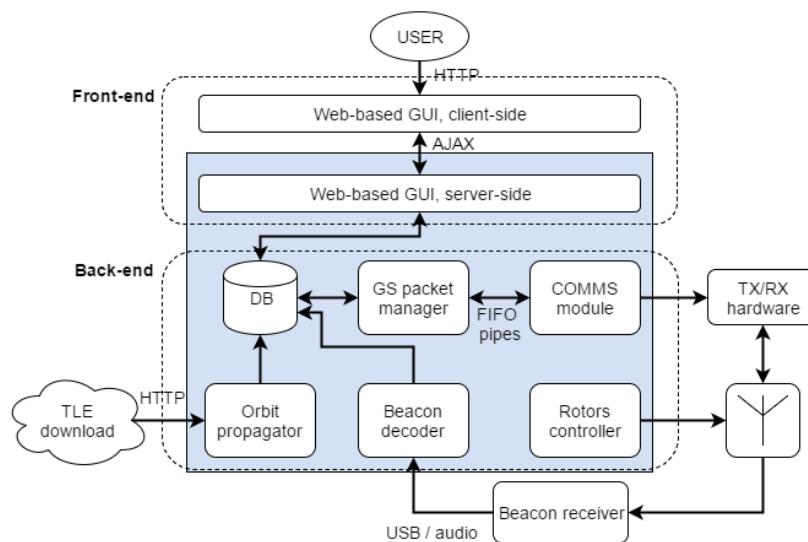 USER
HTTP
Front-end
Web-based GUI, client-side
AJAX
Web-based GUI, server-side
Back-end
DB
GS packet
manager
FIFO
pipes
COMMS
module
TX/RX
hardware
HTTP
TLE
download
Orbit
propagator
Beacon
decoder
Rotors
controller
Beacon receiver
USB / audio